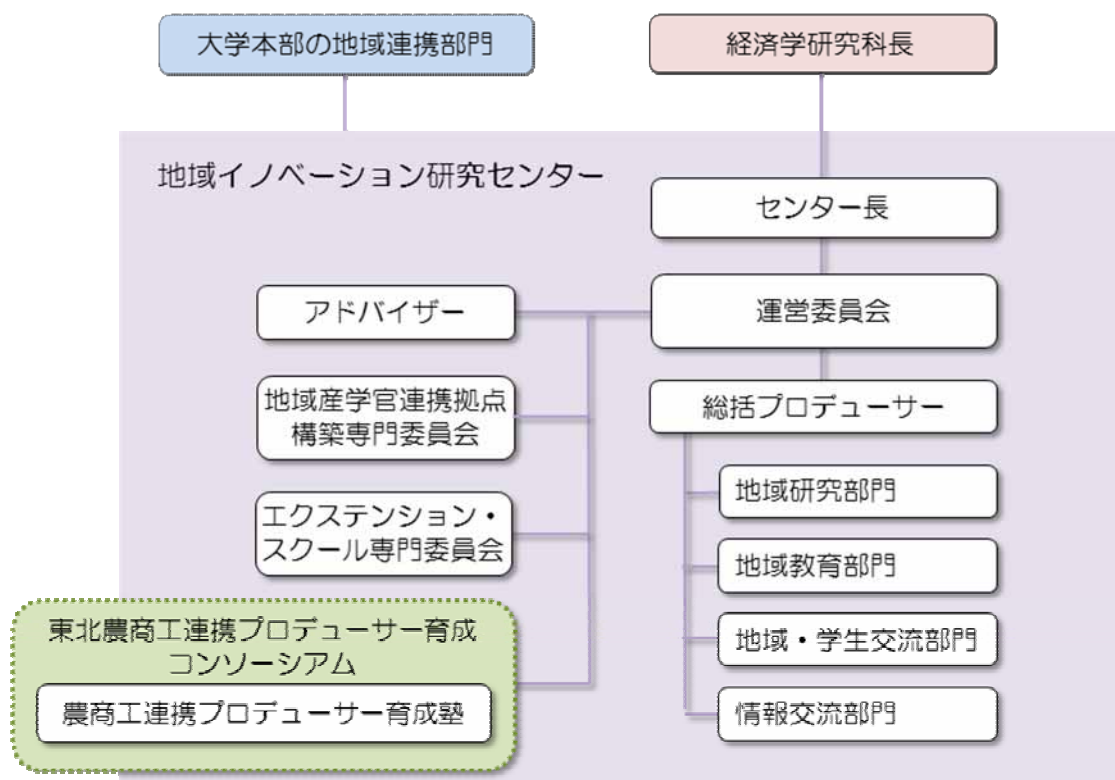 大学本部の地域連携部門
経済学研究科長
地域イノベーション研究センター
センター長
運営委員会
アドバイザー
地域産学官連携拠点
構築専門委員会
総括プロデューサー
エクステンション・
スクール専門委員会
地域研究部門
地域教育部門
地域・学生交流部門
情報交流部門
東北農商工連携プロデューサー育成
コンソーシアム
農商工連携プロデューサー育成塾